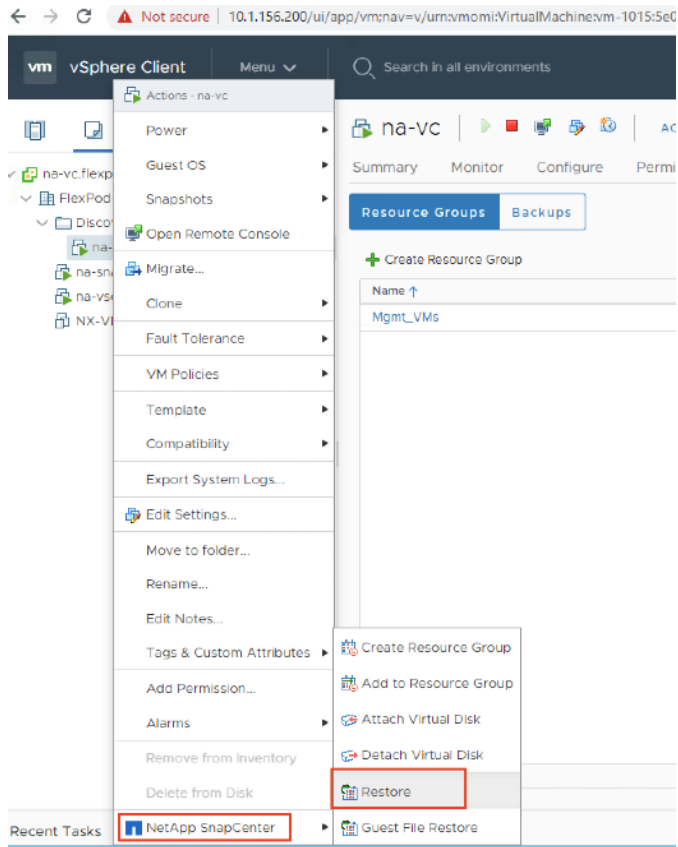 Not secure | 10.1.156.200/ui/app/vm;nav=v/urn:vmomi:VirtualMachine:vm-1015:5e0
vm vSphere Client Menu Search in all environments
Actions - na-vc
Power
Guest OS
Snapshots
Open Remote Console
Migrate...
Clone
Fault Tolerance
VM Policies
Template
Compatibility
Export System Logs...
Edit Settings...
Move to folder...
Rename...
Edit Notes...
Tags & Custom Attributes
Add Permission...
Alarms
Remove from Inventory
Delete from Disk
NetApp SnapCenter
na-vc.flexp
FlexPod
Disco
na-
na-sn
na-vs
NX-V
na-vc
AC
Summary Monitor Configure Permi
Resource Groups Backups
Create Resource Group
Name ↑
Mgmt_VMs
Create Resource Group
Add to Resource Group
Attach Virtual Disk
Detach Virtual Disk
Restore
Guest File Restore
Recent Tasks